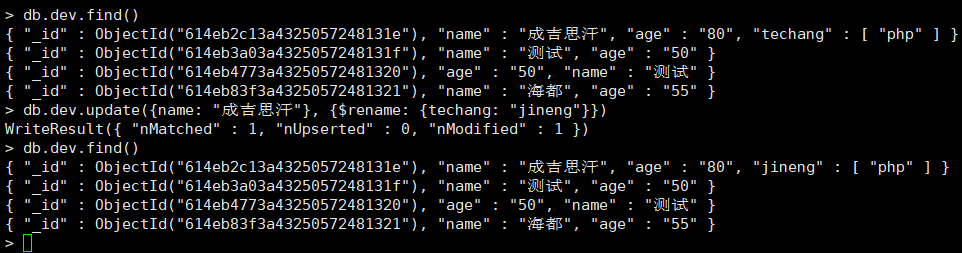 > db.dev.find()
{ "_id" : ObjectId("614eb2c13a4325057248131e"), "name" : "成吉思汗", "age" : "80", "techang" : [ "php" ] }
{ "_id" : ObjectId("614eb3a03a4325057248131f"), "name" : "测试", "age" : "50" }
{ "_id" : ObjectId("614eb4773a43250572481320"), "age" : "50", "name" : "测试" }
{ "_id" : ObjectId("614eb83f3a43250572481321"), "name" : "海都", "age" : "55" }
> db.dev.update({name: "成吉思汗"}, {$rename: {techang: "jineng"}})
WriteResult({ "nMatched" : 1, "nUpserted" : 0, "nModified" : 1 })
> db.dev.find()
{ "_id" : ObjectId("614eb2c13a4325057248131e"), "name" : "成吉思汗", "age" : "80", "jineng" : [ "php" ] }
{ "_id" : ObjectId("614eb3a03a4325057248131f"), "name" : "测试", "age" : "50" }
{ "_id" : ObjectId("614eb4773a43250572481320"), "age" : "50", "name" : "测试" }
{ "_id" : ObjectId("614eb83f3a43250572481321"), "name" : "海都", "age" : "55" }
>